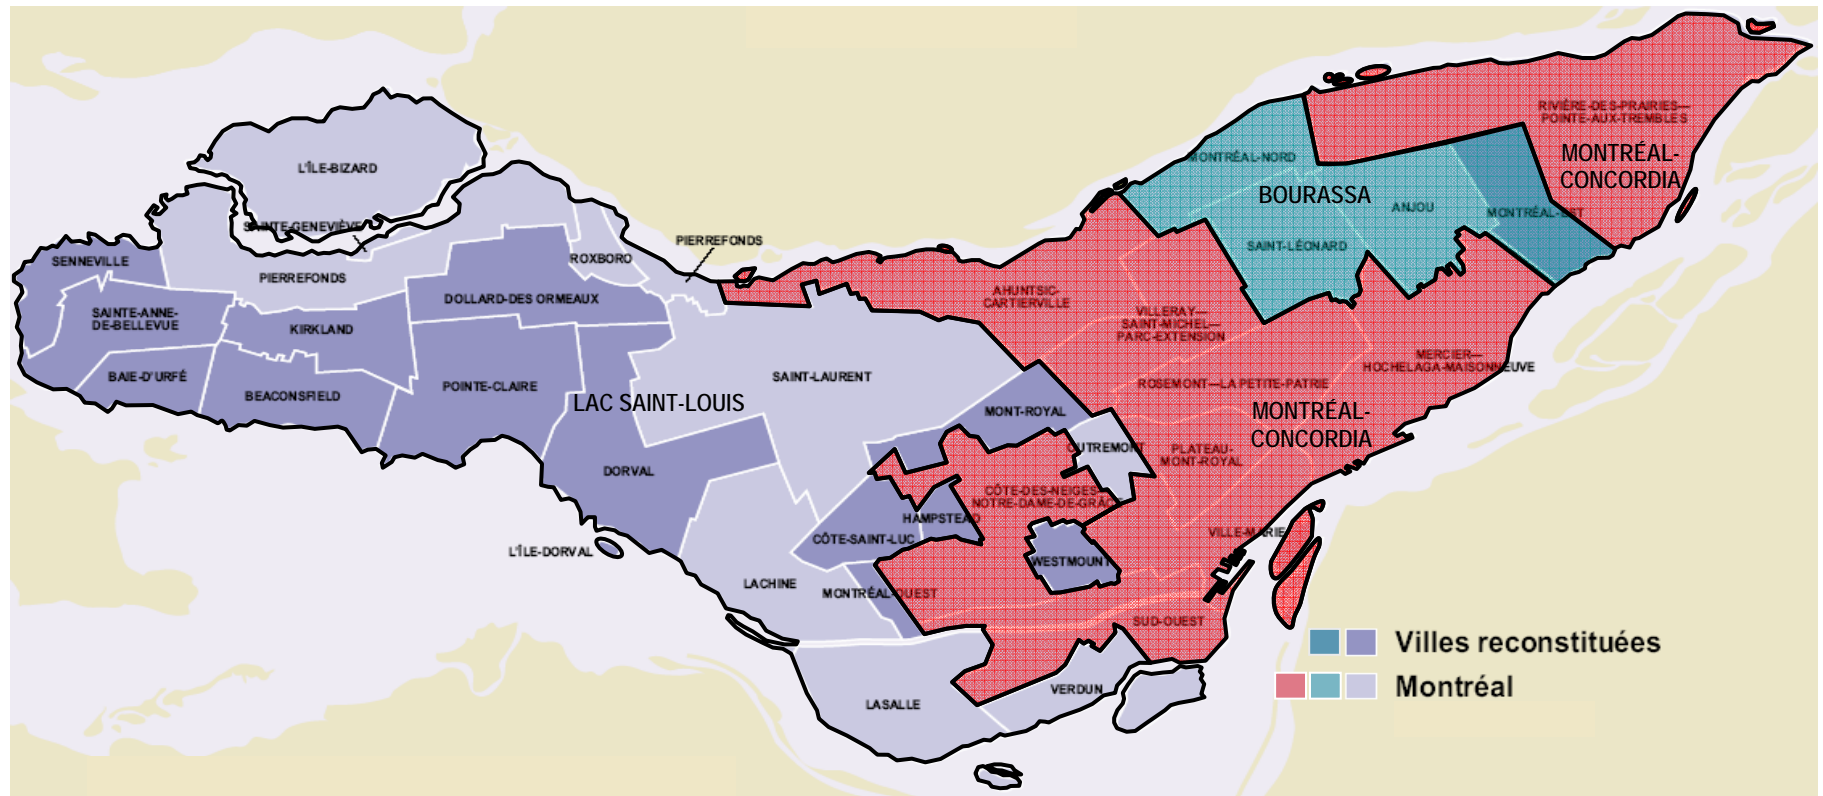 RIVIÈRE-DES-PRAIRIES—
POINTE-AUX-TREMBLES
MONTRÉAL-
CONCORDIA
MONTRÉAL-NORD
BOURASSA
ANJOU
MONTRÉAL-EST
SAINT-LÉONARD
L'ÎLE-BIZARD
SAINTE-GENEVIÈVE
PIERREFONDS
SENNEVILLE
ROXBORO
PIERREFONDS
DOLLARD-DES ORMEAUX
SAINTE-ANNE-
DE-BELLEVUE
KIRKLAND
AHUNTSIC-
CARTIERVILLE
VILLERAY—
SAINT-MICHEL—
PARC-EXTENSION
MERCIER—
HOCHELAGA-MAISONNEUVE
BAIE-D'URFÉ
BEACONSFIELD
POINTE-CLAIRE
SAINT-LAURENT
ROSEMONT—LA PETITE-PATRIE
LAC SAINT-LOUIS
MONT-ROYAL
MONTRÉAL-
CONCORDIA
OUTREMONT
PLATEAU-
MONT-ROYAL
DORVAL
CÔTE-DES-NEIGES—
NOTRE-DAME-DE-GRÂCE
HAMPSTEAD
CÔTE-SAINT-LUC
VILLE-MARIE
L'ÎLE-DORVAL
WESTMOUNT
LACHINE
MONTRÉAL-OUEST
SUD-OUEST
VERDUN
LASALLE
Villes reconstituées
Montréal